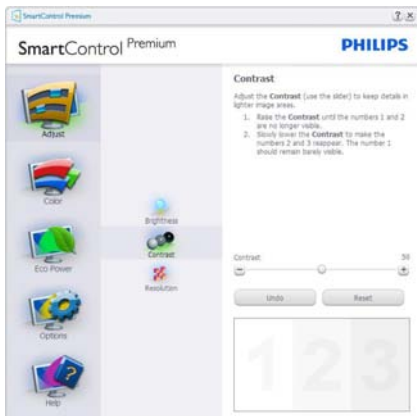 SmartControl Premium
SmartControl Premium
PHILIPS
Adjust
Color
Eco Power
Options
Help
Brightness
Contrast
Resolution
Contrast
Adjust the Contrast (use the slider) to keep details in
lighter image areas.
1. Raise the Contrast until the numbers 1 and 2
are no longer visible.
2. Slowly lower the Contrast to make the
numbers 2 and 3 reappear. The number 1
should remain barely visible.
Contrast
50
Undo
Reset
1 2 3